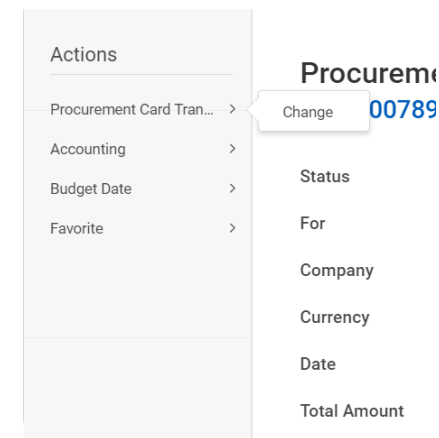 Actions
Procurement Card Tran...
Accounting
Budget Date
Favorite
Change
Procureme
00789
Status
For
Company
Currency
Date
Total Amount